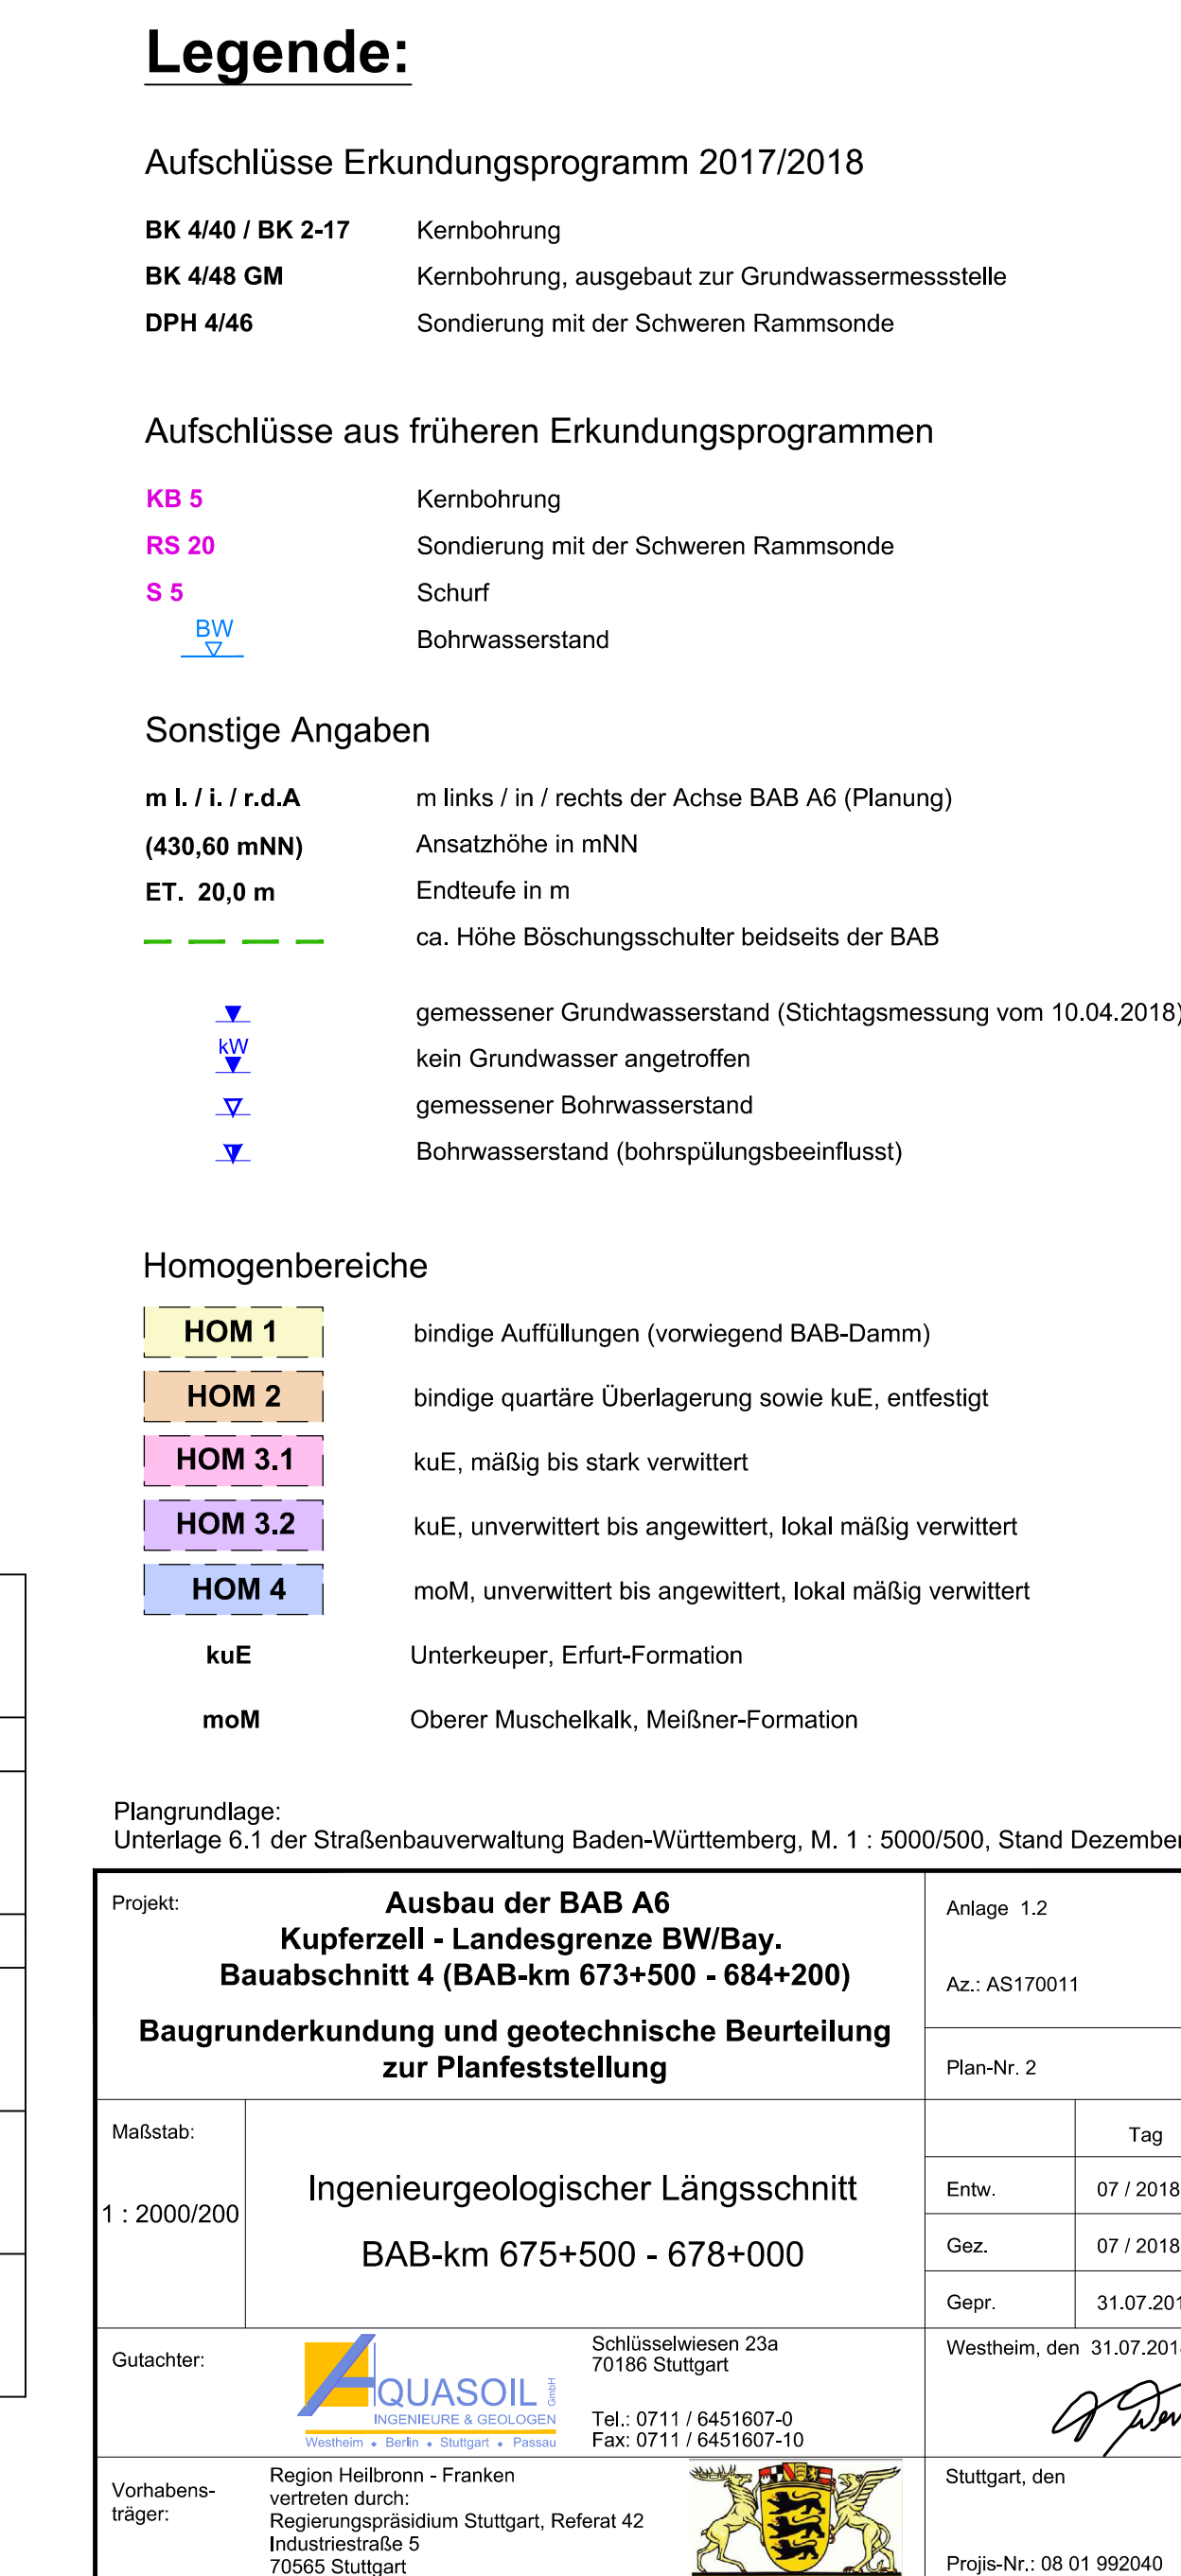 Legende:
Aufschlüsse Erkundungsprogramm 2017/2018
BK 4/40 / BK 2-17 Kernbohrung
BK 4/48 GM Kernbohrung, ausgebaut zur Grundwassermessstelle
DPH 4/46 Sondierung mit der Schweren Rammsonde
Aufschlüsse aus früheren Erkundungsprogrammen
KB 5 Kernbohrung
RS 20 Sondierung mit der Schweren Rammsonde
S 5 Schurf
BW Bohrwasserstand
Sonstige Angaben
m l. / i. / r.d.A m links / in / rechts der Achse BAB A6 (Planung)
(430,60 mNN) Ansatzhöhe in mNN
ET. 20,0 m Endteufe in m
ca. Höhe Böschungsschulter beidseits der BAB
gemessener Grundwasserstand (Stichtagsmessung vom 10.04.2018)
kW kein Grundwasser angetroffen
gemessener Bohrwasserstand
Bohrwasserstand (bohrspülungsbeeinflusst)
Homogenbereiche
HOM 1 bindige Auffüllungen (vorwiegend BAB-Damm)
HOM 2 bindige quartäre Überlagerung sowie kuE, entfestigt
HOM 3.1 kuE, mäßig bis stark verwittert
HOM 3.2 kuE, unverwittert bis angewittert, lokal mäßig verwittert
HOM 4 moM, unverwittert bis angewittert, lokal mäßig verwittert
kuE Unterkeuper, Erfurt-Formation
moM Oberer Muschelkalk, Meißner-Formation
Plangrundlage:
Unterlage 6.1 der Straßenbauverwaltung Baden-Württemberg, M. 1 : 5000/500, Stand Dezember
Projekt: Ausbau der BAB A6
Kupferzell - Landesgrenze BW/Bay.
Bauabschnitt 4 (BAB-km 673+500 - 684+200)
Baugrunderkundung und geotechnische Beurteilung
zur Planfeststellung
Anlage 1.2
Az.: AS170011
Plan-Nr. 2
Maßstab:
1 : 2000/200
Ingenieurgeologischer Längsschnitt
BAB-km 675+500 - 678+000
Tag
Entw. 07 / 2018
Gez. 07 / 2018
Gepr. 31.07.201
Gutachter:
AQUASOIL GmbH
INGENIEURE & GEOLOGEN
Westheim • Berlin • Stuttgart • Passau
Schlüsselwiesen 23a
70186 Stuttgart
Tel.: 0711 / 6451607-0
Fax: 0711 / 6451607-10
Westheim, den 31.07.201
Vorhabens-
träger:
Region Heilbronn - Franken
vertreten durch:
Regierungspräsidium Stuttgart, Referat 42
Industriestraße 5
70565 Stuttgart
Stuttgart, den
Projis-Nr.: 08 01 992040